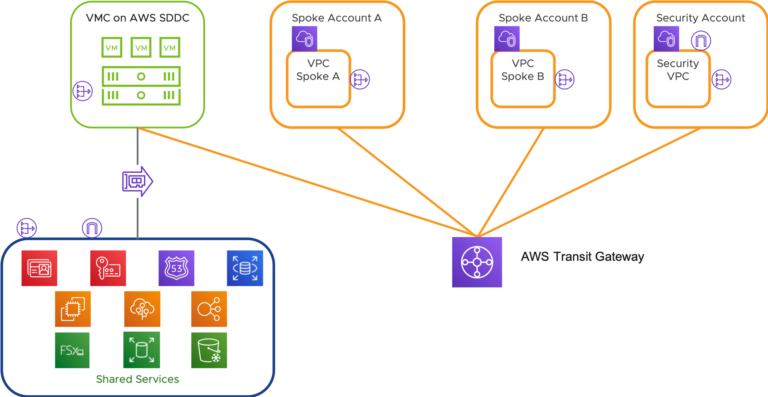 VMC on AWS SDDC
VM VM VM
Spoke Account A
VPC
Spoke A
Spoke Account B
VPC
Spoke B
Security Account
Security
VPC
AWS Transit Gateway
53
FSx
Shared Services